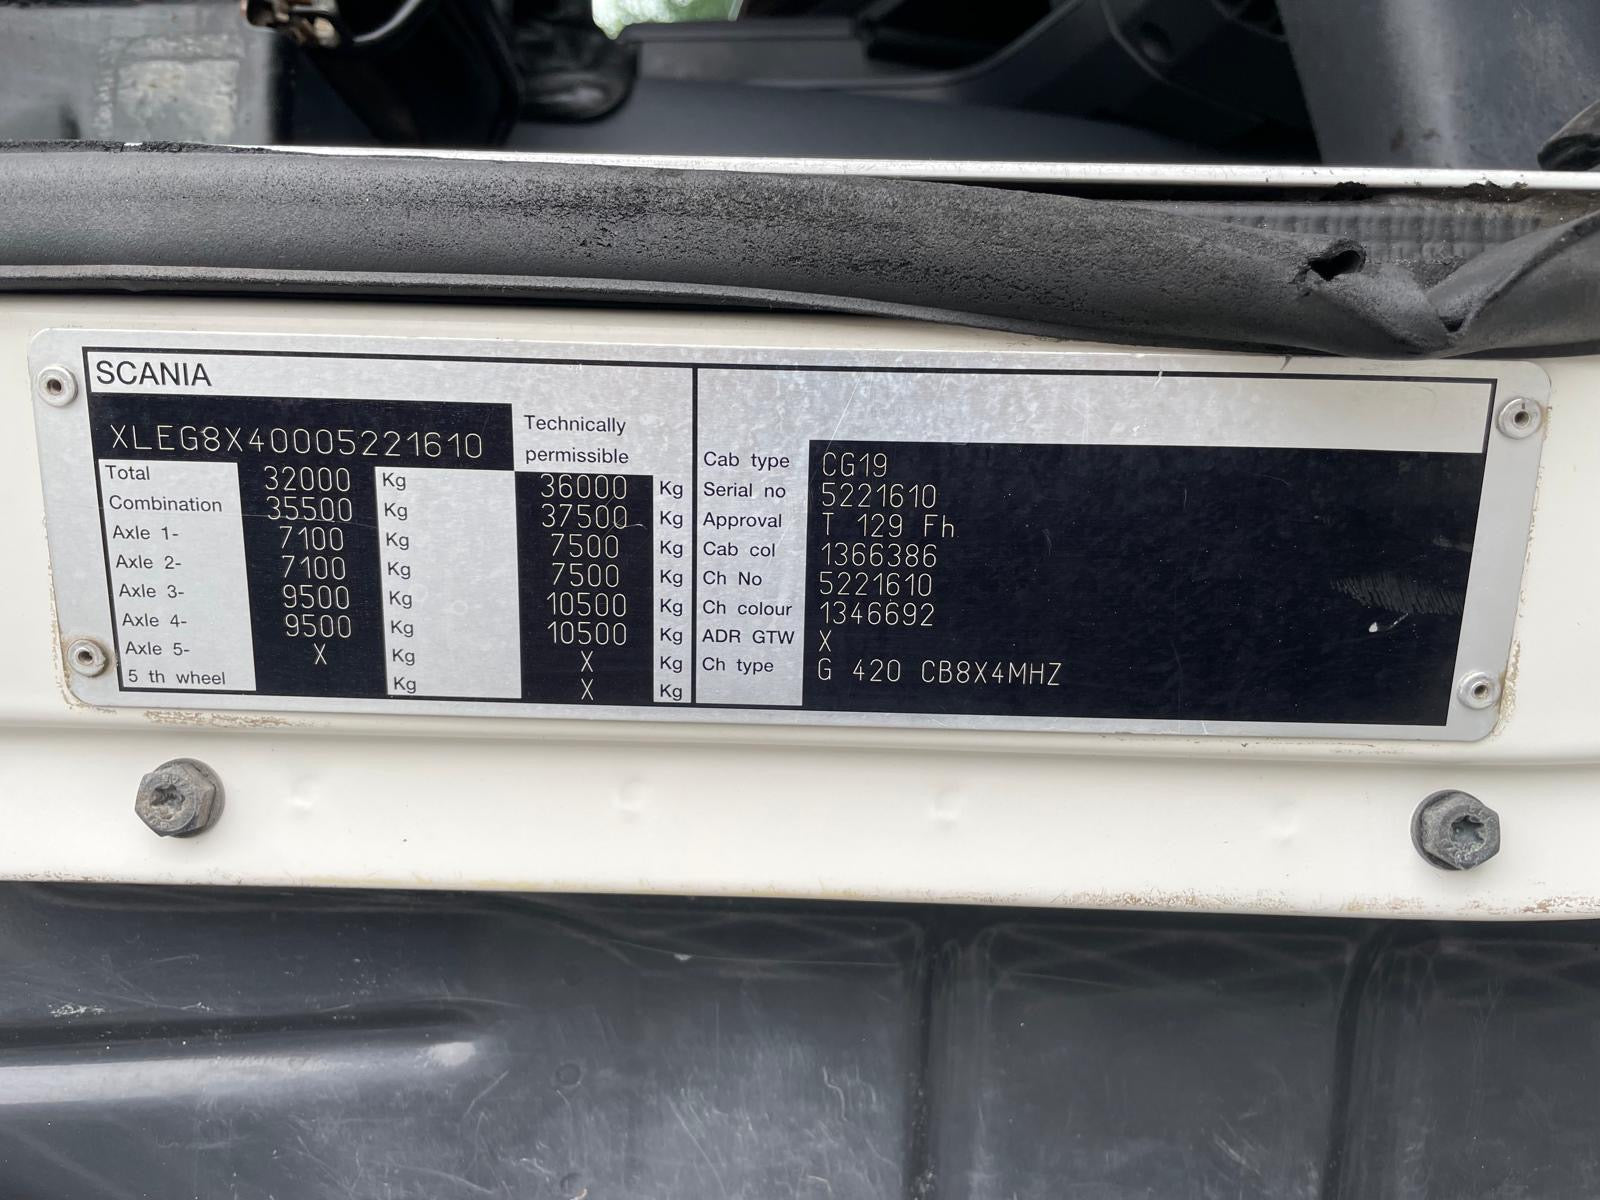 SCANIA
XLEG8X40005221610
Technically
permissible
Total 32000 Kg 36000 Kg
Combination 35500 Kg 37500 Kg
Axle 1- 7100 Kg 7500 Kg
Axle 2- 7100 Kg 7500 Kg
Axle 3- 9500 Kg 10500 Kg
Axle 4- 9500 Kg 10500 Kg
Axle 5- X Kg X Kg
5 th wheel Kg X Kg
Cab type CG19
Serial no 5221610
Approval T 129 Fh
Cab col 1366386
Ch No 5221610
Ch colour 1346692
ADR GTW X
Ch type G 420 CB8X4MHZ